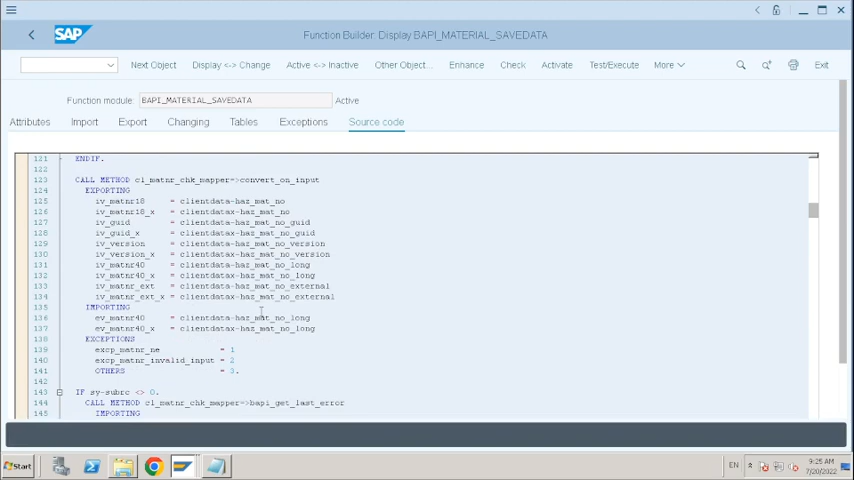 SAP
Function Builder: Display BAPI_MATERIAL_SAVEDATA
Next Object Display <-> Change Active <-> Inactive Other Object... Enhance Check Activate Test/Execute More Exit
Function module: BAPI_MATERIAL_SAVEDATA Active
Attributes Import Export Changing Tables Exceptions Source code
121 ENDIF.
122
123 CALL METHOD cl_matnr_chk_mapper=>convert_on_input
124 EXPORTING
125 iv_matnr18 = clientdata-haz_mat_no
126 iv_matnr18_x = clientdatax-haz_mat_no
127 iv_guid = clientdata-haz_mat_no_guid
128 iv_guid_x = clientdatax-haz_mat_no_guid
129 iv_version = clientdata-haz_mat_no_version
130 iv_version_x = clientdatax-haz_mat_no_version
131 iv_matnr40 = clientdata-haz_mat_no_long
132 iv_matnr40_x = clientdatax-haz_mat_no_long
133 iv_matnr_ext = clientdata-haz_mat_no_external
134 iv_matnr_ext_x = clientdatax-haz_mat_no_external
135 IMPORTING
136 ev_matnr40 = clientdata-haz_mat_no_long
137 ev_matnr40_x = clientdatax-haz_mat_no_long
138 EXCEPTIONS
139 excp_matnr_ne = 1
140 excp_matnr_invalid_input = 2
141 OTHERS = 3.
142
143 IF sy-subrc <> 0.
144 CALL METHOD cl_matnr_chk_mapper=>bapi_get_last_error
145 IMPORTING
Start EN 9:25 AM
7/20/2022